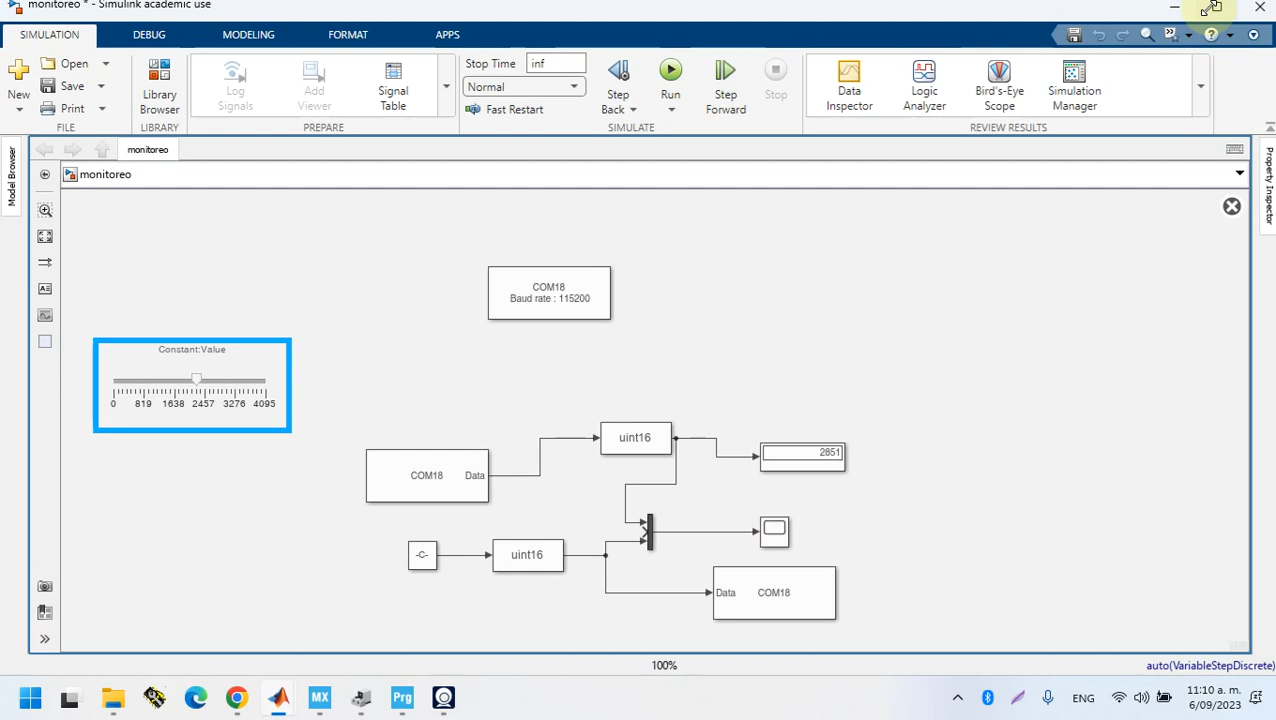 monitoreo * - Simulink academic use
SIMULATION
DEBUG
MODELING
FORMAT
APPS
New
Open
Save
Print
FILE
Library
Browser
LIBRARY
Log
Signals
Add
Viewer
Signal
Table
PREPARE
Stop Time
inf
Normal
Fast Restart
Step
Back
Run
Step
Forward
Stop
SIMULATE
Data
Inspector
Logic
Analyzer
Bird's-Eye
Scope
Simulation
Manager
REVIEW RESULTS
monitoreo
monitoreo
Model Browser
Property Inspector
COM18
Baud rate : 115200
Constant:Value
0 819 1638 2457 3276 4095
COM18 Data
uint16
2851
-C-
uint16
Data COM18
100%
auto(VariableStepDiscrete)
MX
Prg
ENG
11:10 a. m.
6/09/2023